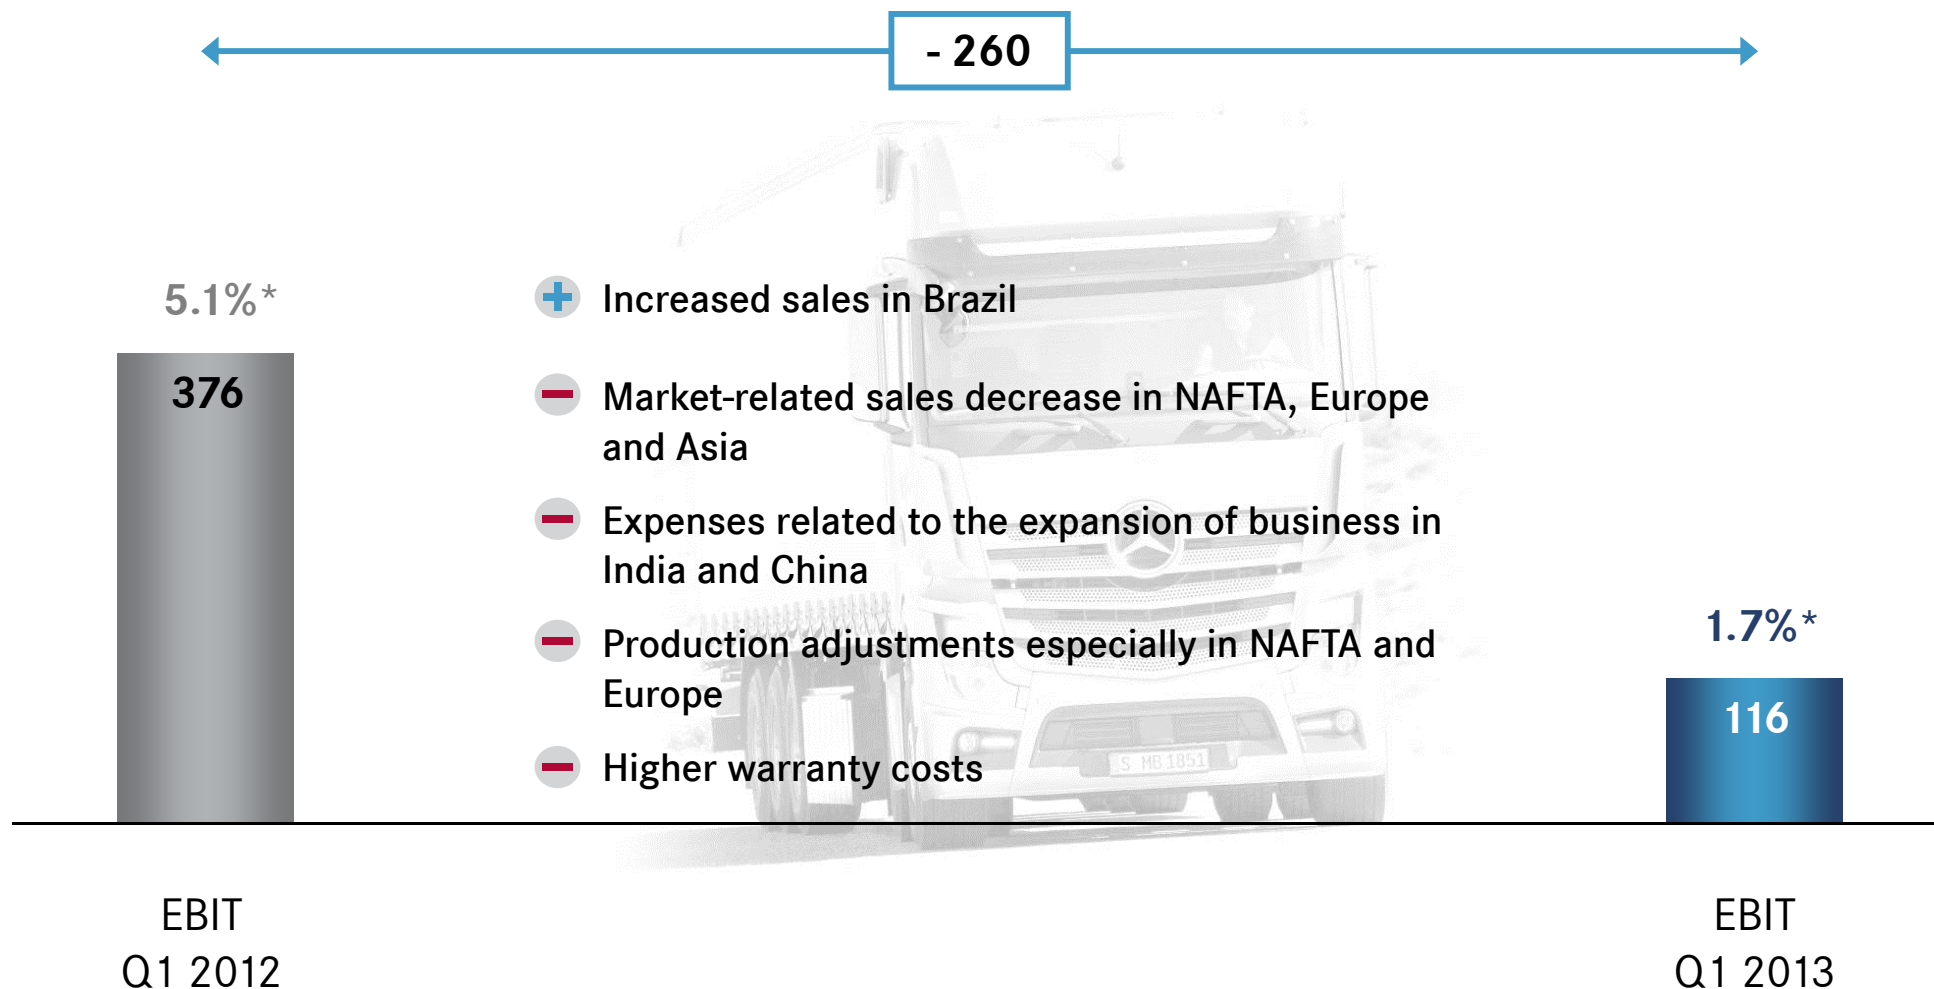 - 260
5.1%*
376
Increased sales in Brazil
Market-related sales decrease in NAFTA, Europe
and Asia
Expenses related to the expansion of business in
India and China
Production adjustments especially in NAFTA and
Europe
Higher warranty costs
S MB 1851
1.7%*
116
EBIT
Q1 2012
EBIT
Q1 2013